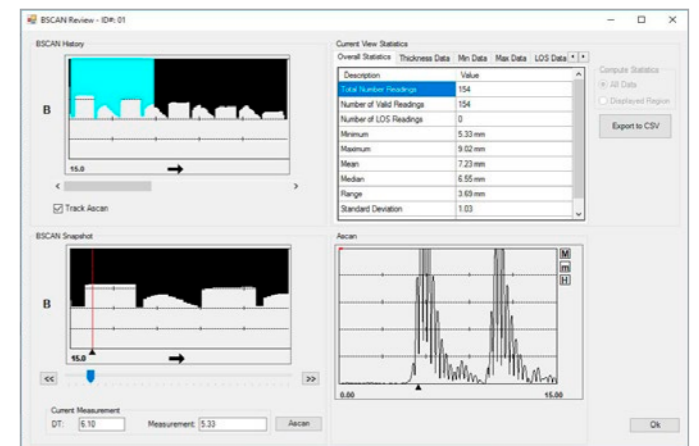 BSCAN Review - ID#: 01
BSCAN History
B
15.0
Track Ascan
Current View Statistics
Overall Statistics Thickness Data Min Data Max Data LOS Data
Description Value
Total Number Readings 154
Number of Valid Readings 154
Number of LOS Readings 0
Minimum 5.33 mm
Maximum 9.02 mm
Mean 7.23 mm
Median 6.55 mm
Range 3.69 mm
Standard Deviation 1.03
Compute Statistics
All Data
Displayed Region
Export to CSV
BSCAN Snapshot
B
15.0
<< >>
Current Measurement
DT: 6.10 Measurement: 5.33 Ascan
Ascan
M
m
H
0.00 15.00
Ok